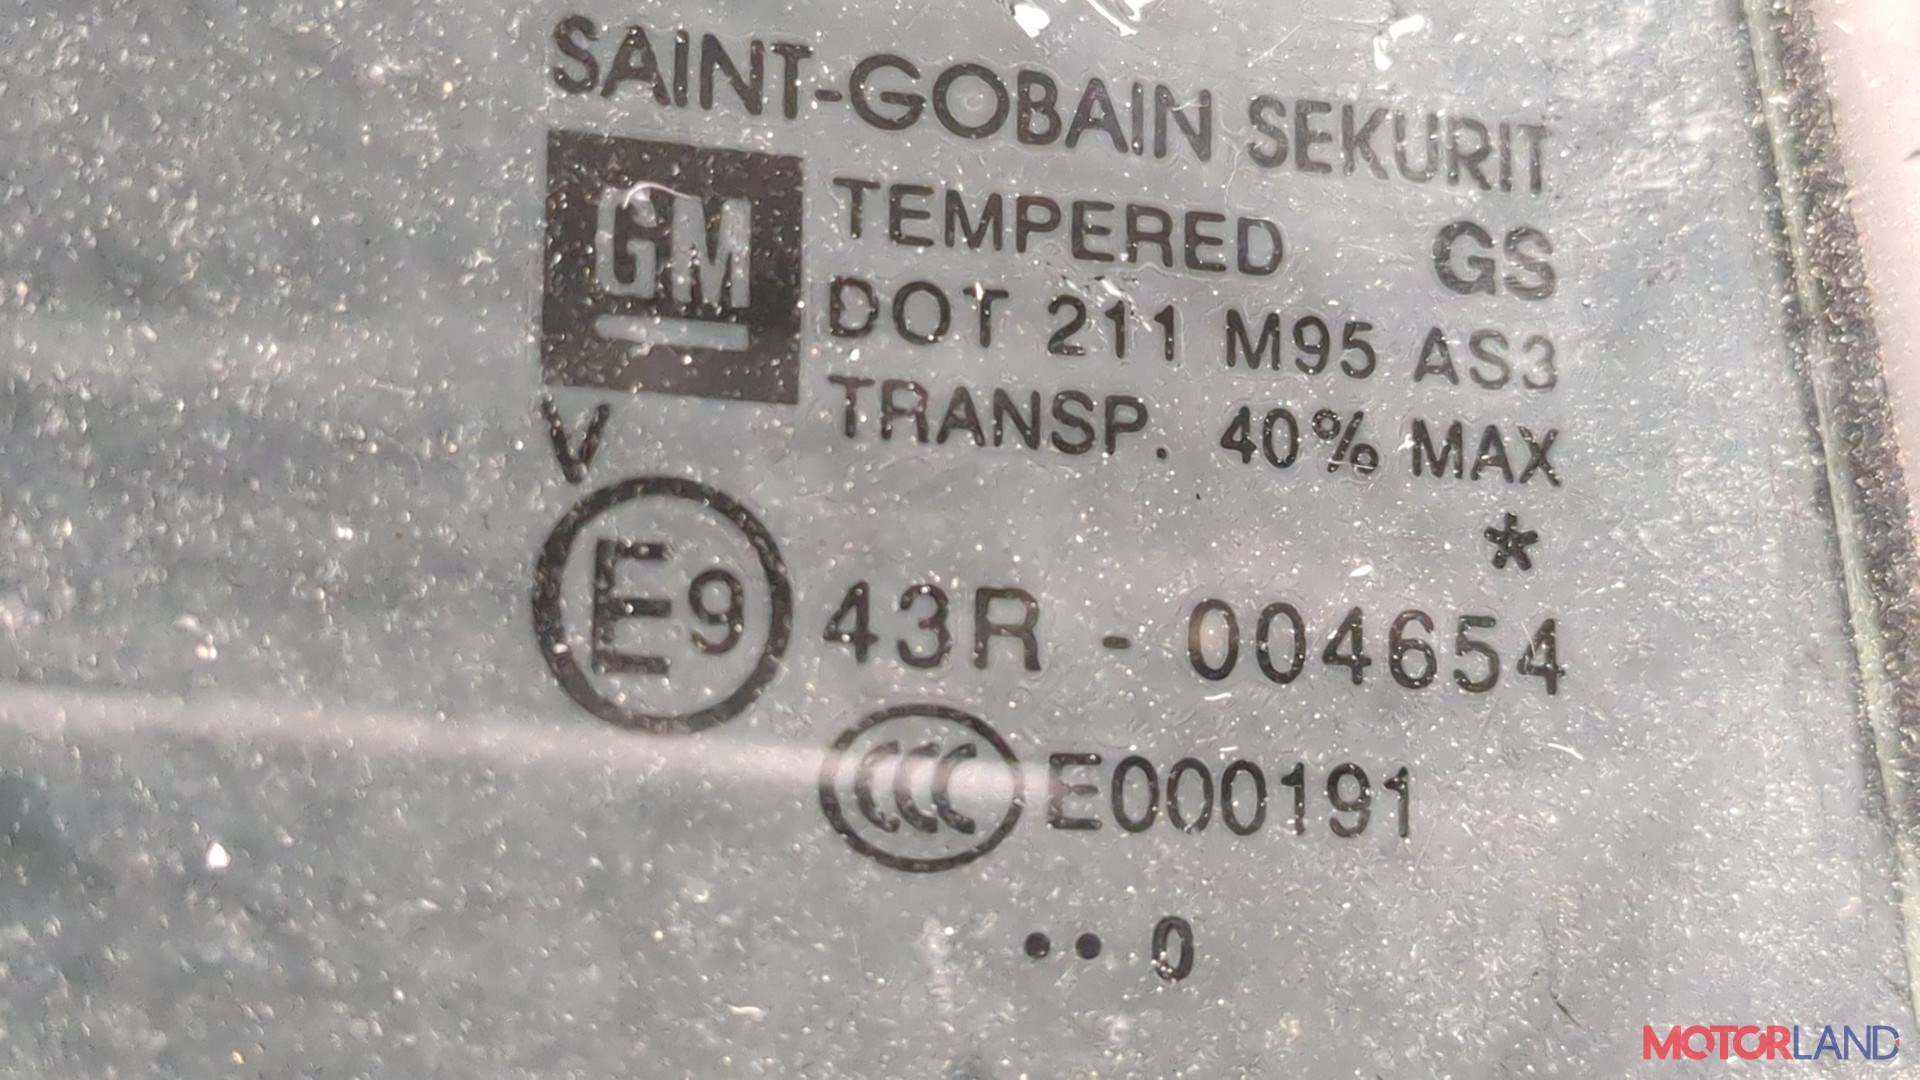 SAINT-GOBAIN SEKURIT
GM
TEMPERED GS
DOT 211 M95 AS3
TRANSP. 40% MAX
V
*
E9 43R - 004654
CCC E000191
•• 0
MOTORLAND